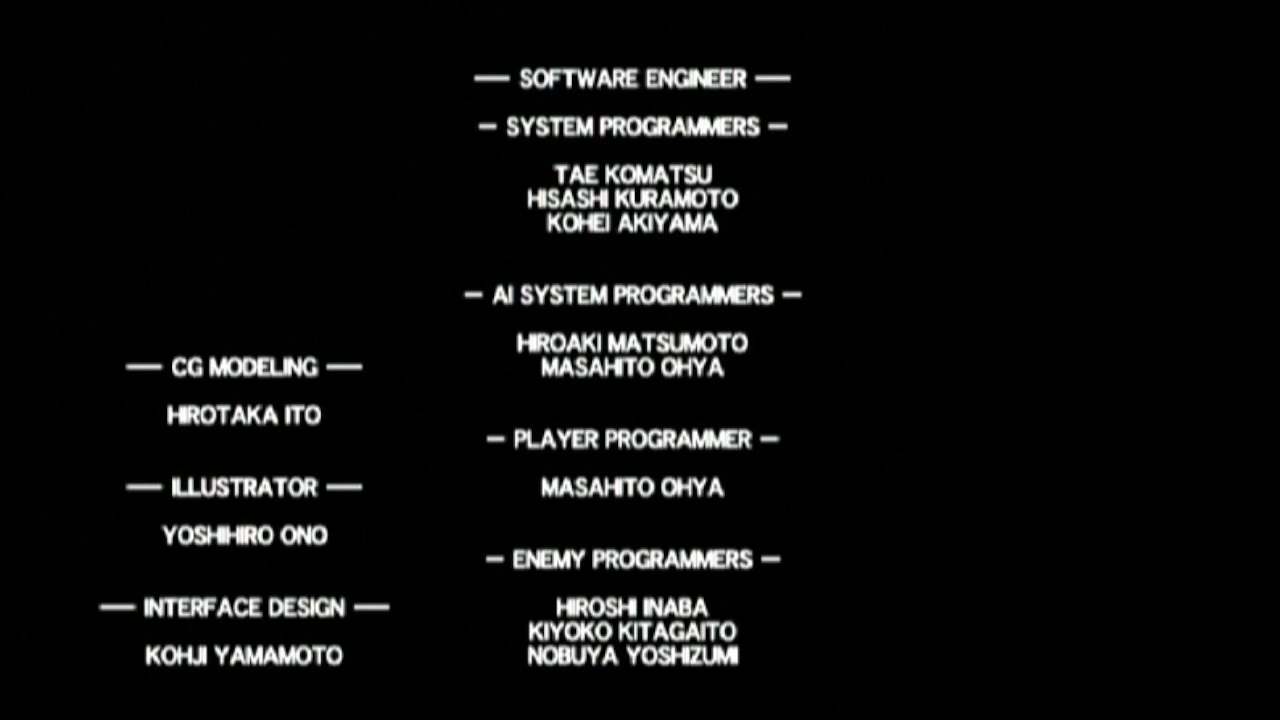 — CG MODELING —
HIROTAKA ITO
— ILLUSTRATOR —
YOSHIHIRO ONO
— INTERFACE DESIGN —
KOHJI YAMAMOTO
— SOFTWARE ENGINEER —
– SYSTEM PROGRAMMERS –
TAE KOMATSU
HISASHI KURAMOTO
KOHEI AKIYAMA
– AI SYSTEM PROGRAMMERS –
HIROAKI MATSUMOTO
MASAHITO OHYA
– PLAYER PROGRAMMER –
MASAHITO OHYA
– ENEMY PROGRAMMERS –
HIROSHI INABA
KIYOKO KITAGAITO
NOBUYA YOSHIZUMI